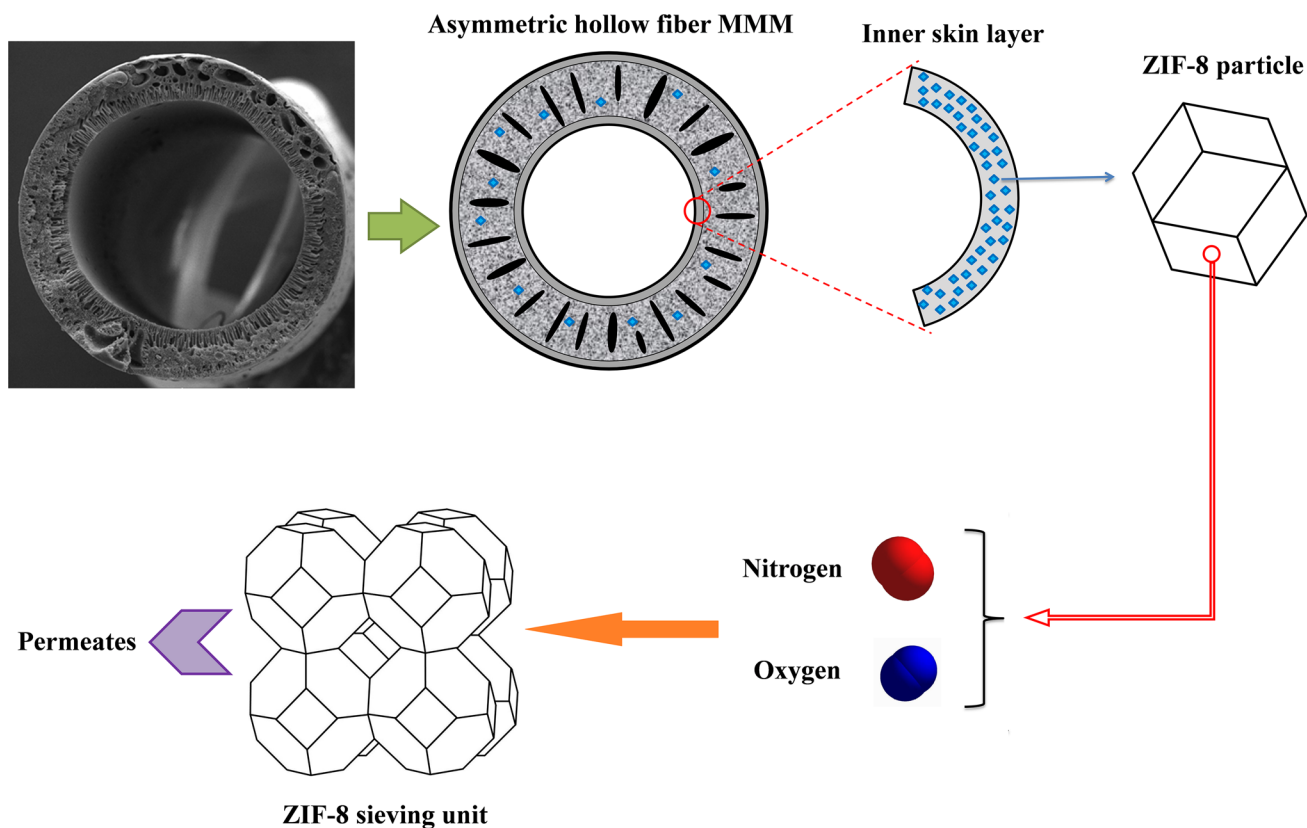 Asymmetric hollow fiber MMM
Inner skin layer
ZIF-8 particle
Nitrogen
Oxygen
Permeates
ZIF-8 sieving unit